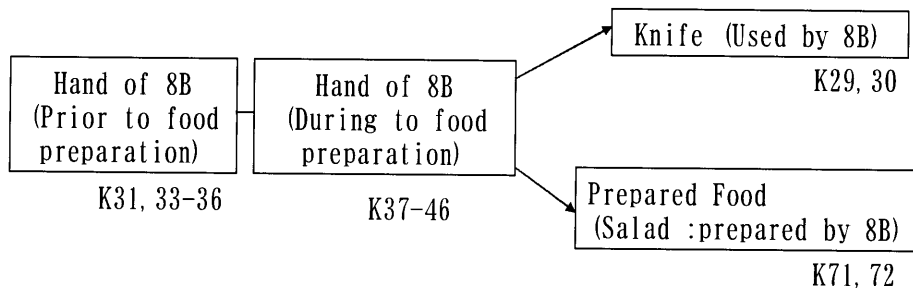 Hand of 8B
(Prior to food
preparation)
K31, 33-36
Hand of 8B
(During to food
preparation)
K37-46
Knife (Used by 8B)
K29, 30
Prepared Food
(Salad :prepared by 8B)
K71, 72